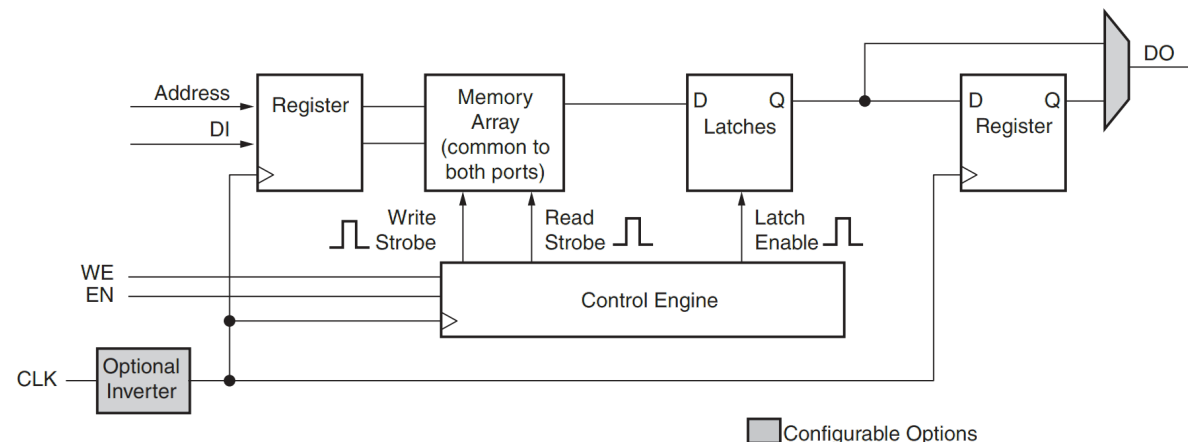 DO
Address
Register
Memory
Array
(common to
both ports)
D Q
Latches
D Q
Register
DI
Write
Strobe
Read
Strobe
Latch
Enable
WE
EN
Control Engine
CLK
Optional
Inverter
Configurable Options